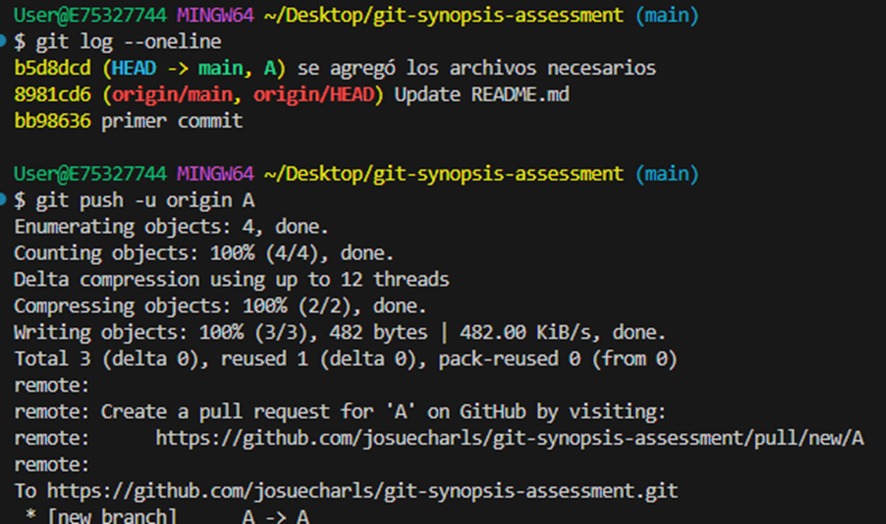 User@E75327744 MINGW64 ~/Desktop/git-synopsis-assessment (main)
$ git log --oneline
b5d8dcd (HEAD -> main, A) se agregó los archivos necesarios
8981cd6 (origin/main, origin/HEAD) Update README.md
bb98636 primer commit
User@E75327744 MINGW64 ~/Desktop/git-synopsis-assessment (main)
$ git push -u origin A
Enumerating objects: 4, done.
Counting objects: 100% (4/4), done.
Delta compression using up to 12 threads
Compressing objects: 100% (2/2), done.
Writing objects: 100% (3/3), 482 bytes | 482.00 KiB/s, done.
Total 3 (delta 0), reused 1 (delta 0), pack-reused 0 (from 0)
remote:
remote: Create a pull request for 'A' on GitHub by visiting:
remote:      https://github.com/josuecharls/git-synopsis-assessment/pull/new/A
remote:
To https://github.com/josuecharls/git-synopsis-assessment.git
 * [new branch]      A -> A